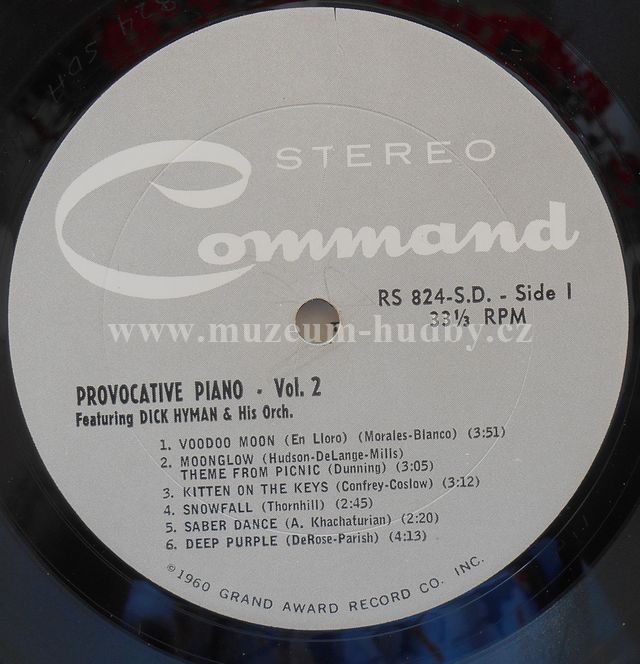 STEREO
Command
RS 824-S.D. - Side 1
33⅓ RPM
www.muzeum-hudby.cz
PROVOCATIVE PIANO - Vol. 2
Featuring DICK HYMAN & His Orch.
1. VOODOO MOON (En Lloro) (Morales-Blanco) (3:51)
2. MOONGLOW (Hudson-DeLange-Mills)
THEME FROM PICNIC (Dunning) (3:05)
3. KITTEN ON THE KEYS (Confrey-Coslow) (3:12)
4. SNOWFALL (Thornhill) (2:45)
5. SABER DANCE (A. Khachaturian) (2:20)
6. DEEP PURPLE (DeRose-Parish) (4:13)
©1960 GRAND AWARD RECORD CO. INC.